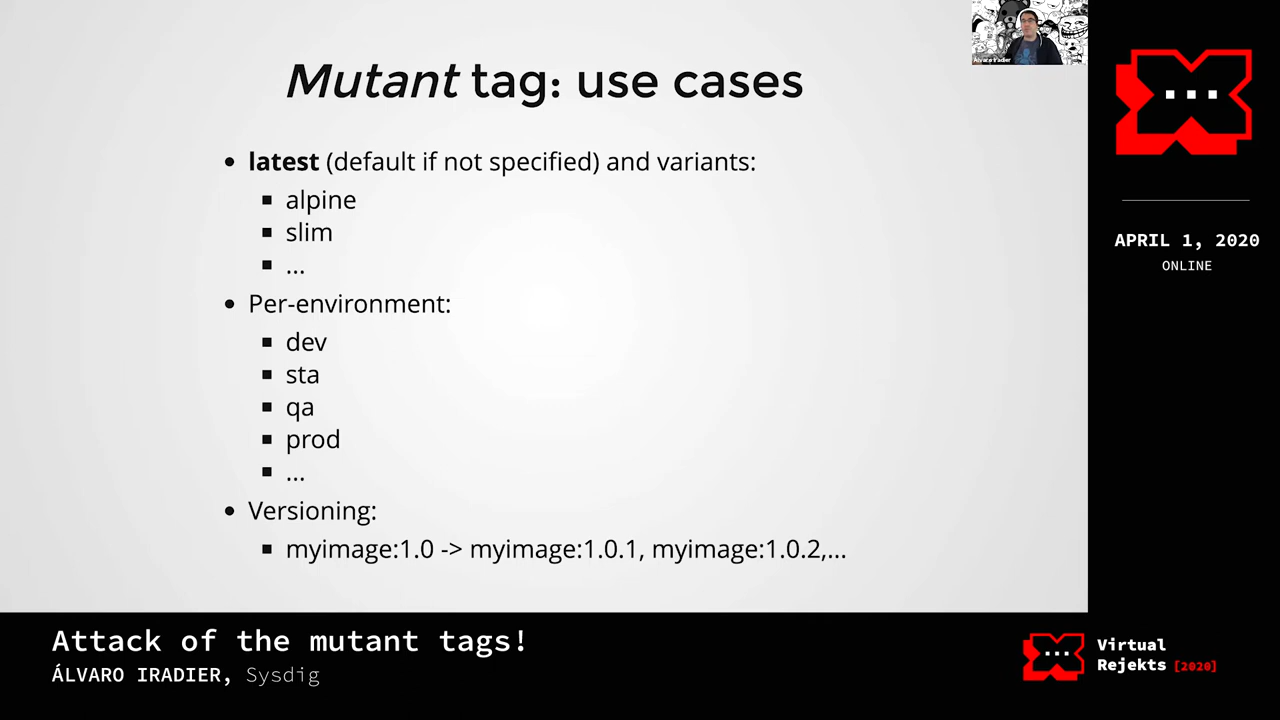 Mutant tag: use cases
latest (default if not specified) and variants:
alpine
slim
...
Per-environment:
dev
sta
qa
prod
...
Versioning:
myimage:1.0 -> myimage:1.0.1, myimage:1.0.2,...
Álvaro Iradier
APRIL 1, 2020
ONLINE
Attack of the mutant tags!
ÁLVARO IRADIER, Sysdig
Virtual
Rejekts [2020]